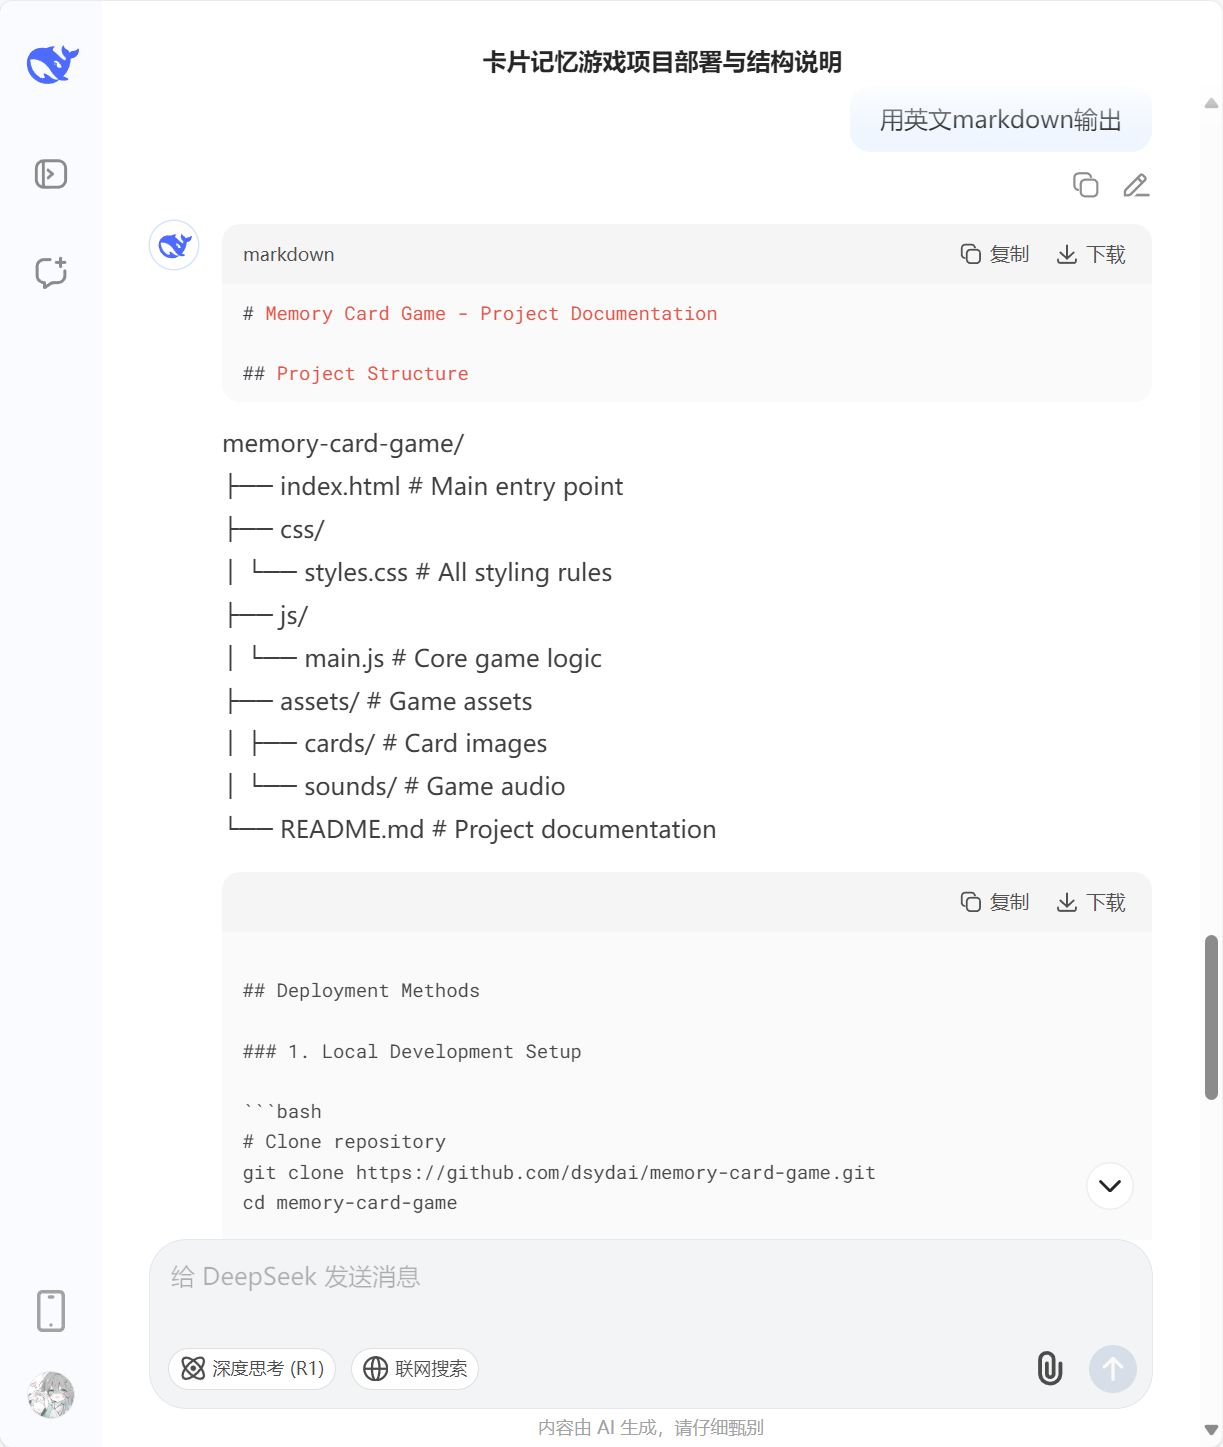 卡片记忆游戏项目部署与结构说明
用英文markdown输出
markdown
复制
下载
# Memory Card Game - Project Documentation
## Project Structure
memory-card-game/
├── index.html # Main entry point
├── css/
│ └── styles.css # All styling rules
├── js/
│ └── main.js # Core game logic
├── assets/ # Game assets
│ ├── cards/ # Card images
│ └── sounds/ # Game audio
└── README.md # Project documentation
复制
下载
## Deployment Methods
### 1. Local Development Setup
```bash
# Clone repository
git clone https://github.com/dsydai/memory-card-game.git
cd memory-card-game
给 DeepSeek 发送消息
深度思考 (R1)
联网搜索
内容由 AI 生成，请仔细甄别